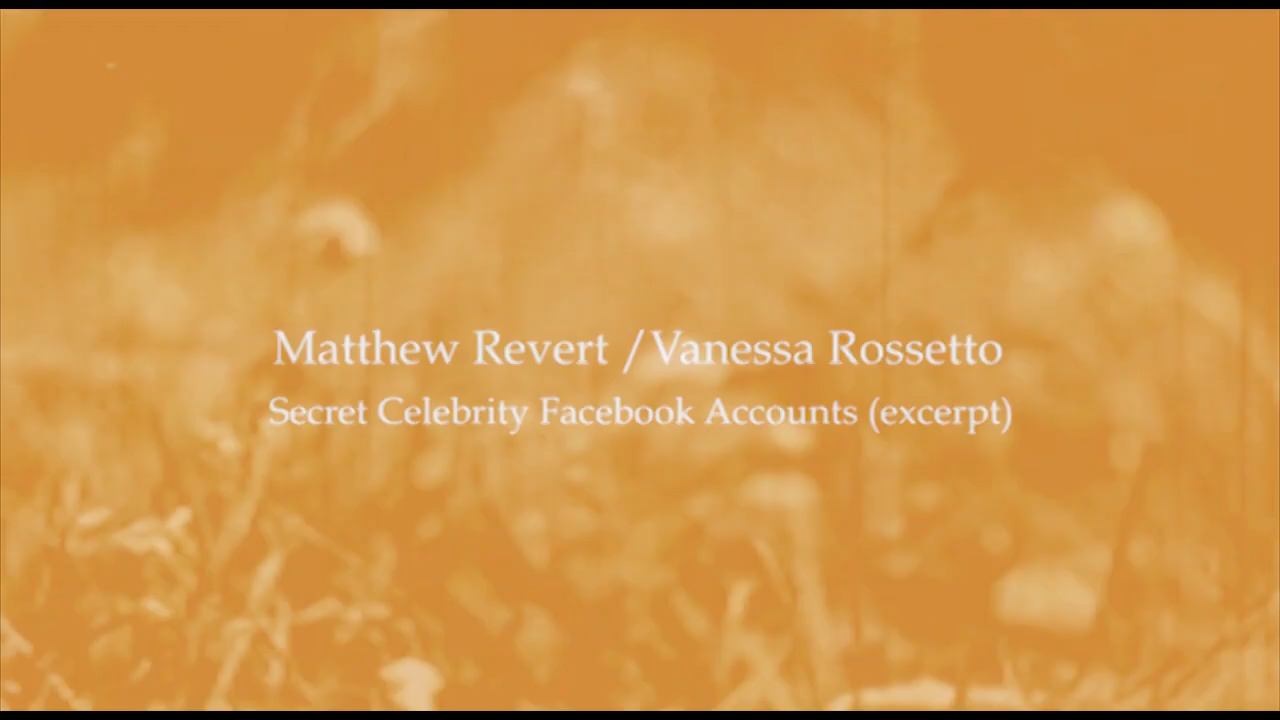 Matthew Revert / Vanessa Rossetto
Secret Celebrity Facebook Accounts (excerpt)